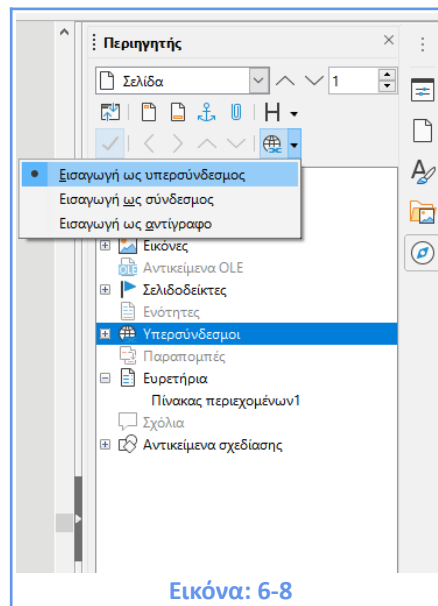 Περιηγητής
Σελίδα
1
Εισαγωγή ως υπερσύνδεσμος
Εισαγωγή ως σύνδεσμος
Εισαγωγή ως αντίγραφο
Εικόνες
OLE Αντικείμενα OLE
Σελιδοδείκτες
Ενότητες
Υπερσύνδεσμοι
Παραπομπές
Ευρετήρια
Πίνακας περιεχομένων1
Σχόλια
Αντικείμενα σχεδίασης
Εικόνα: 6-8